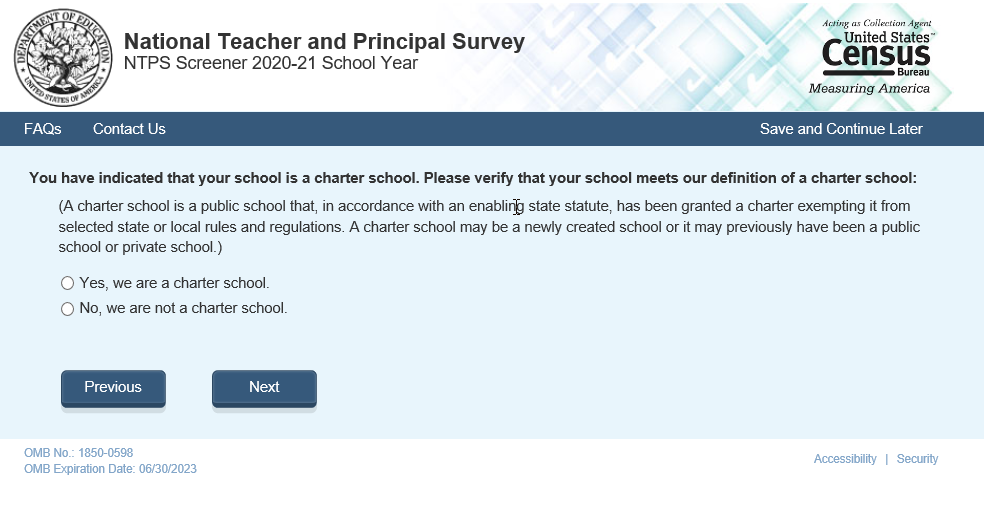 DEPARTMENT OF EDUCATION
UNITED STATES OF AMERICA
National Teacher and Principal Survey
NTPS Screener 2020-21 School Year
Acting as Collection Agent
United States™
Census
Bureau
Measuring America
FAQs Contact Us Save and Continue Later
You have indicated that your school is a charter school. Please verify that your school meets our definition of a charter school:
(A charter school is a public school that, in accordance with an enabling state statute, has been granted a charter exempting it from
selected state or local rules and regulations. A charter school may be a newly created school or it may previously have been a public
school or private school.)
Yes, we are a charter school.
No, we are not a charter school.
Previous Next
OMB No.: 1850-0598
OMB Expiration Date: 06/30/2023
Accessibility | Security